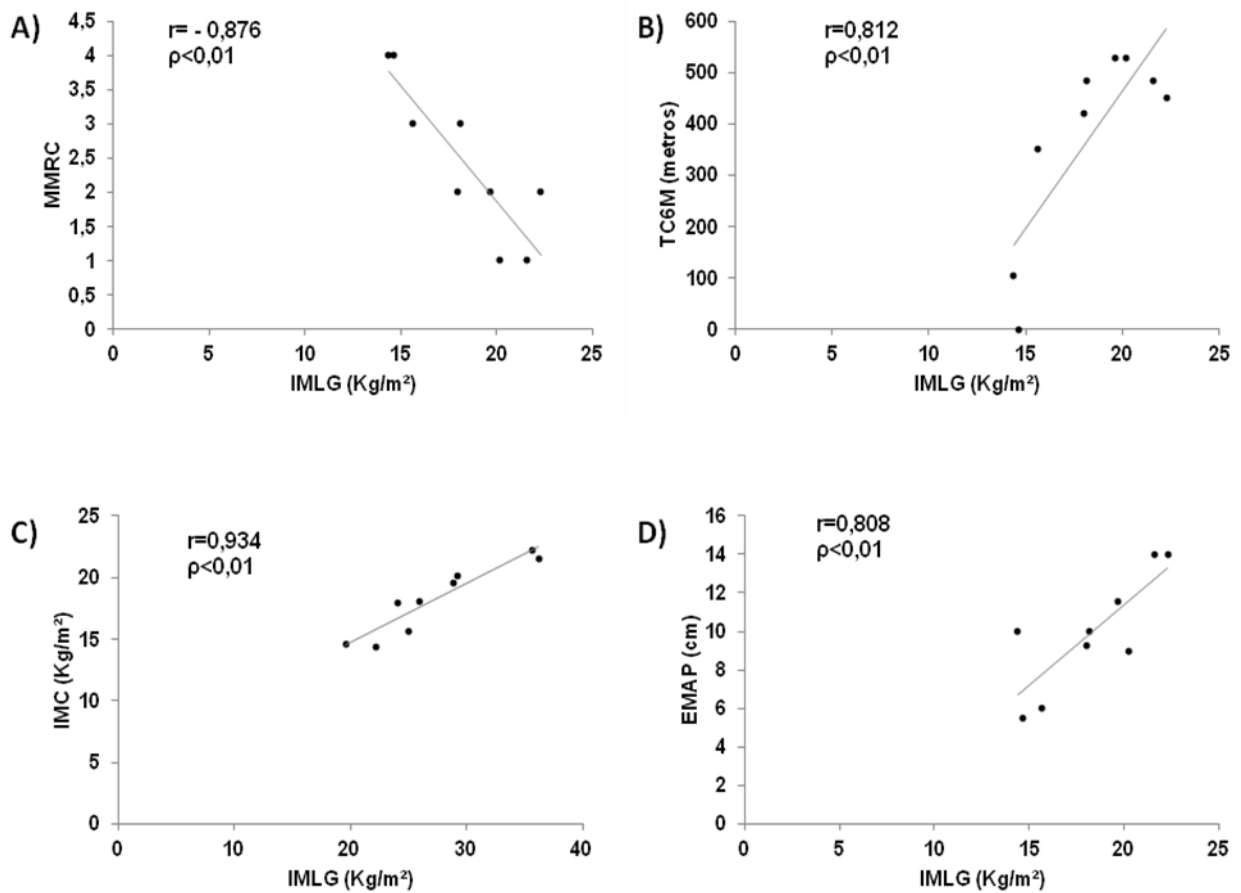 A)
r= - 0,876
ρ<0,01
MMRC
4,5
4
3,5
3
2,5
2
1,5
1
0,5
0
0 5 10 15 20 25
IMLG (Kg/m²)
B)
r=0,812
ρ<0,01
TC6M (metros)
600
500
400
300
200
100
0
0 5 10 15 20 25
IMLG (Kg/m²)
C)
r=0,934
ρ<0,01
IMC (Kg/m²)
25
20
15
10
5
0
0 10 20 30 40
IMLG (Kg/m²)
D)
r=0,808
ρ<0,01
EMAP (cm)
16
14
12
10
8
6
4
2
0
0 5 10 15 20 25
IMLG (Kg/m²)